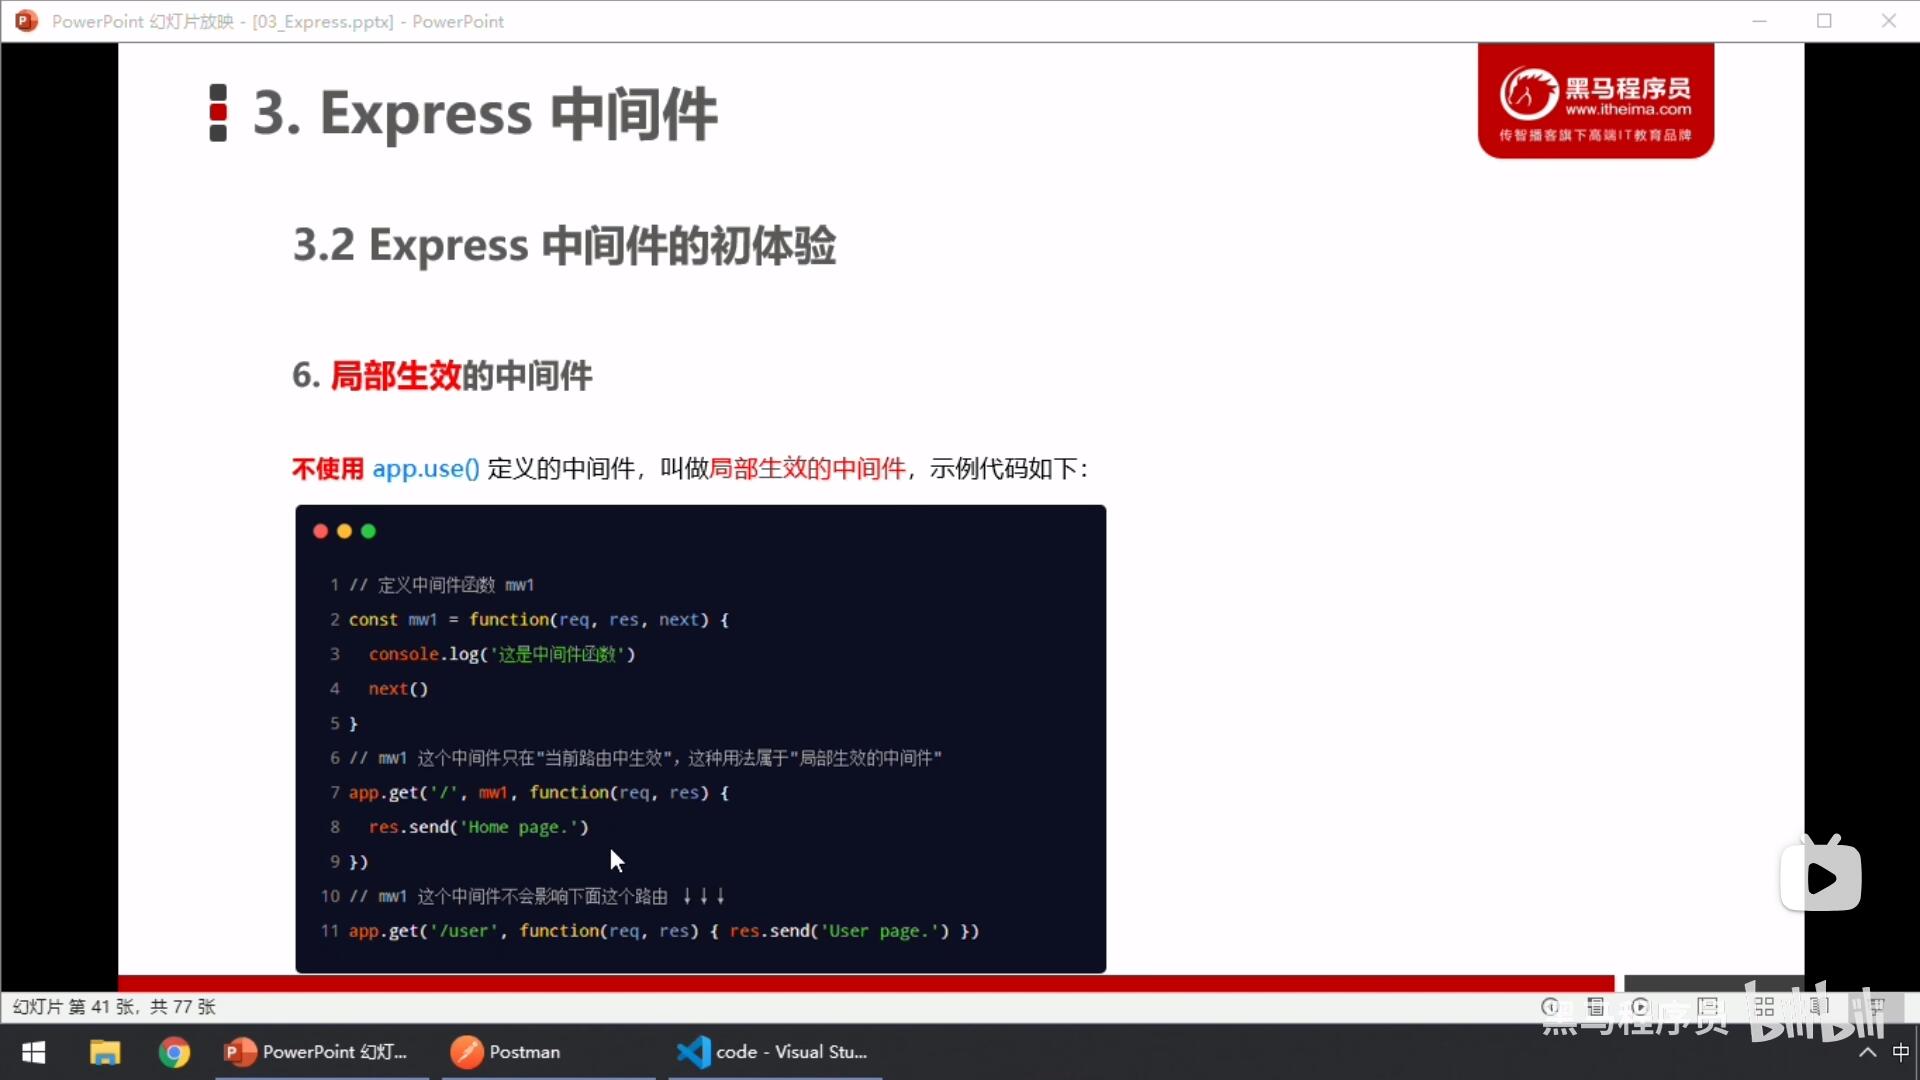 PowerPoint 幻灯片放映 - [03_Express.pptx] - PowerPoint
3. Express 中间件
黑马程序员
www.itheima.com
传智播客旗下高端IT教育品牌
3.2 Express 中间件的初体验
6. 局部生效的中间件
不使用 app.use() 定义的中间件，叫做局部生效的中间件，示例代码如下：
1 // 定义中间件函数 mw1
2 const mw1 = function(req, res, next) {
3 console.log('这是中间件函数')
4 next()
5 }
6 // mw1 这个中间件只在"当前路由中生效"，这种用法属于"局部生效的中间件"
7 app.get('/', mw1, function(req, res) {
8 res.send('Home page.')
9 })
10 // mw1 这个中间件不会影响下面这个路由 ↓↓↓
11 app.get('/user', function(req, res) { res.send('User page.') })
幻灯片 第 41 张，共 77 张
黑马程序员 bilibili
PowerPoint 幻灯...
Postman
code - Visual Stu...
中